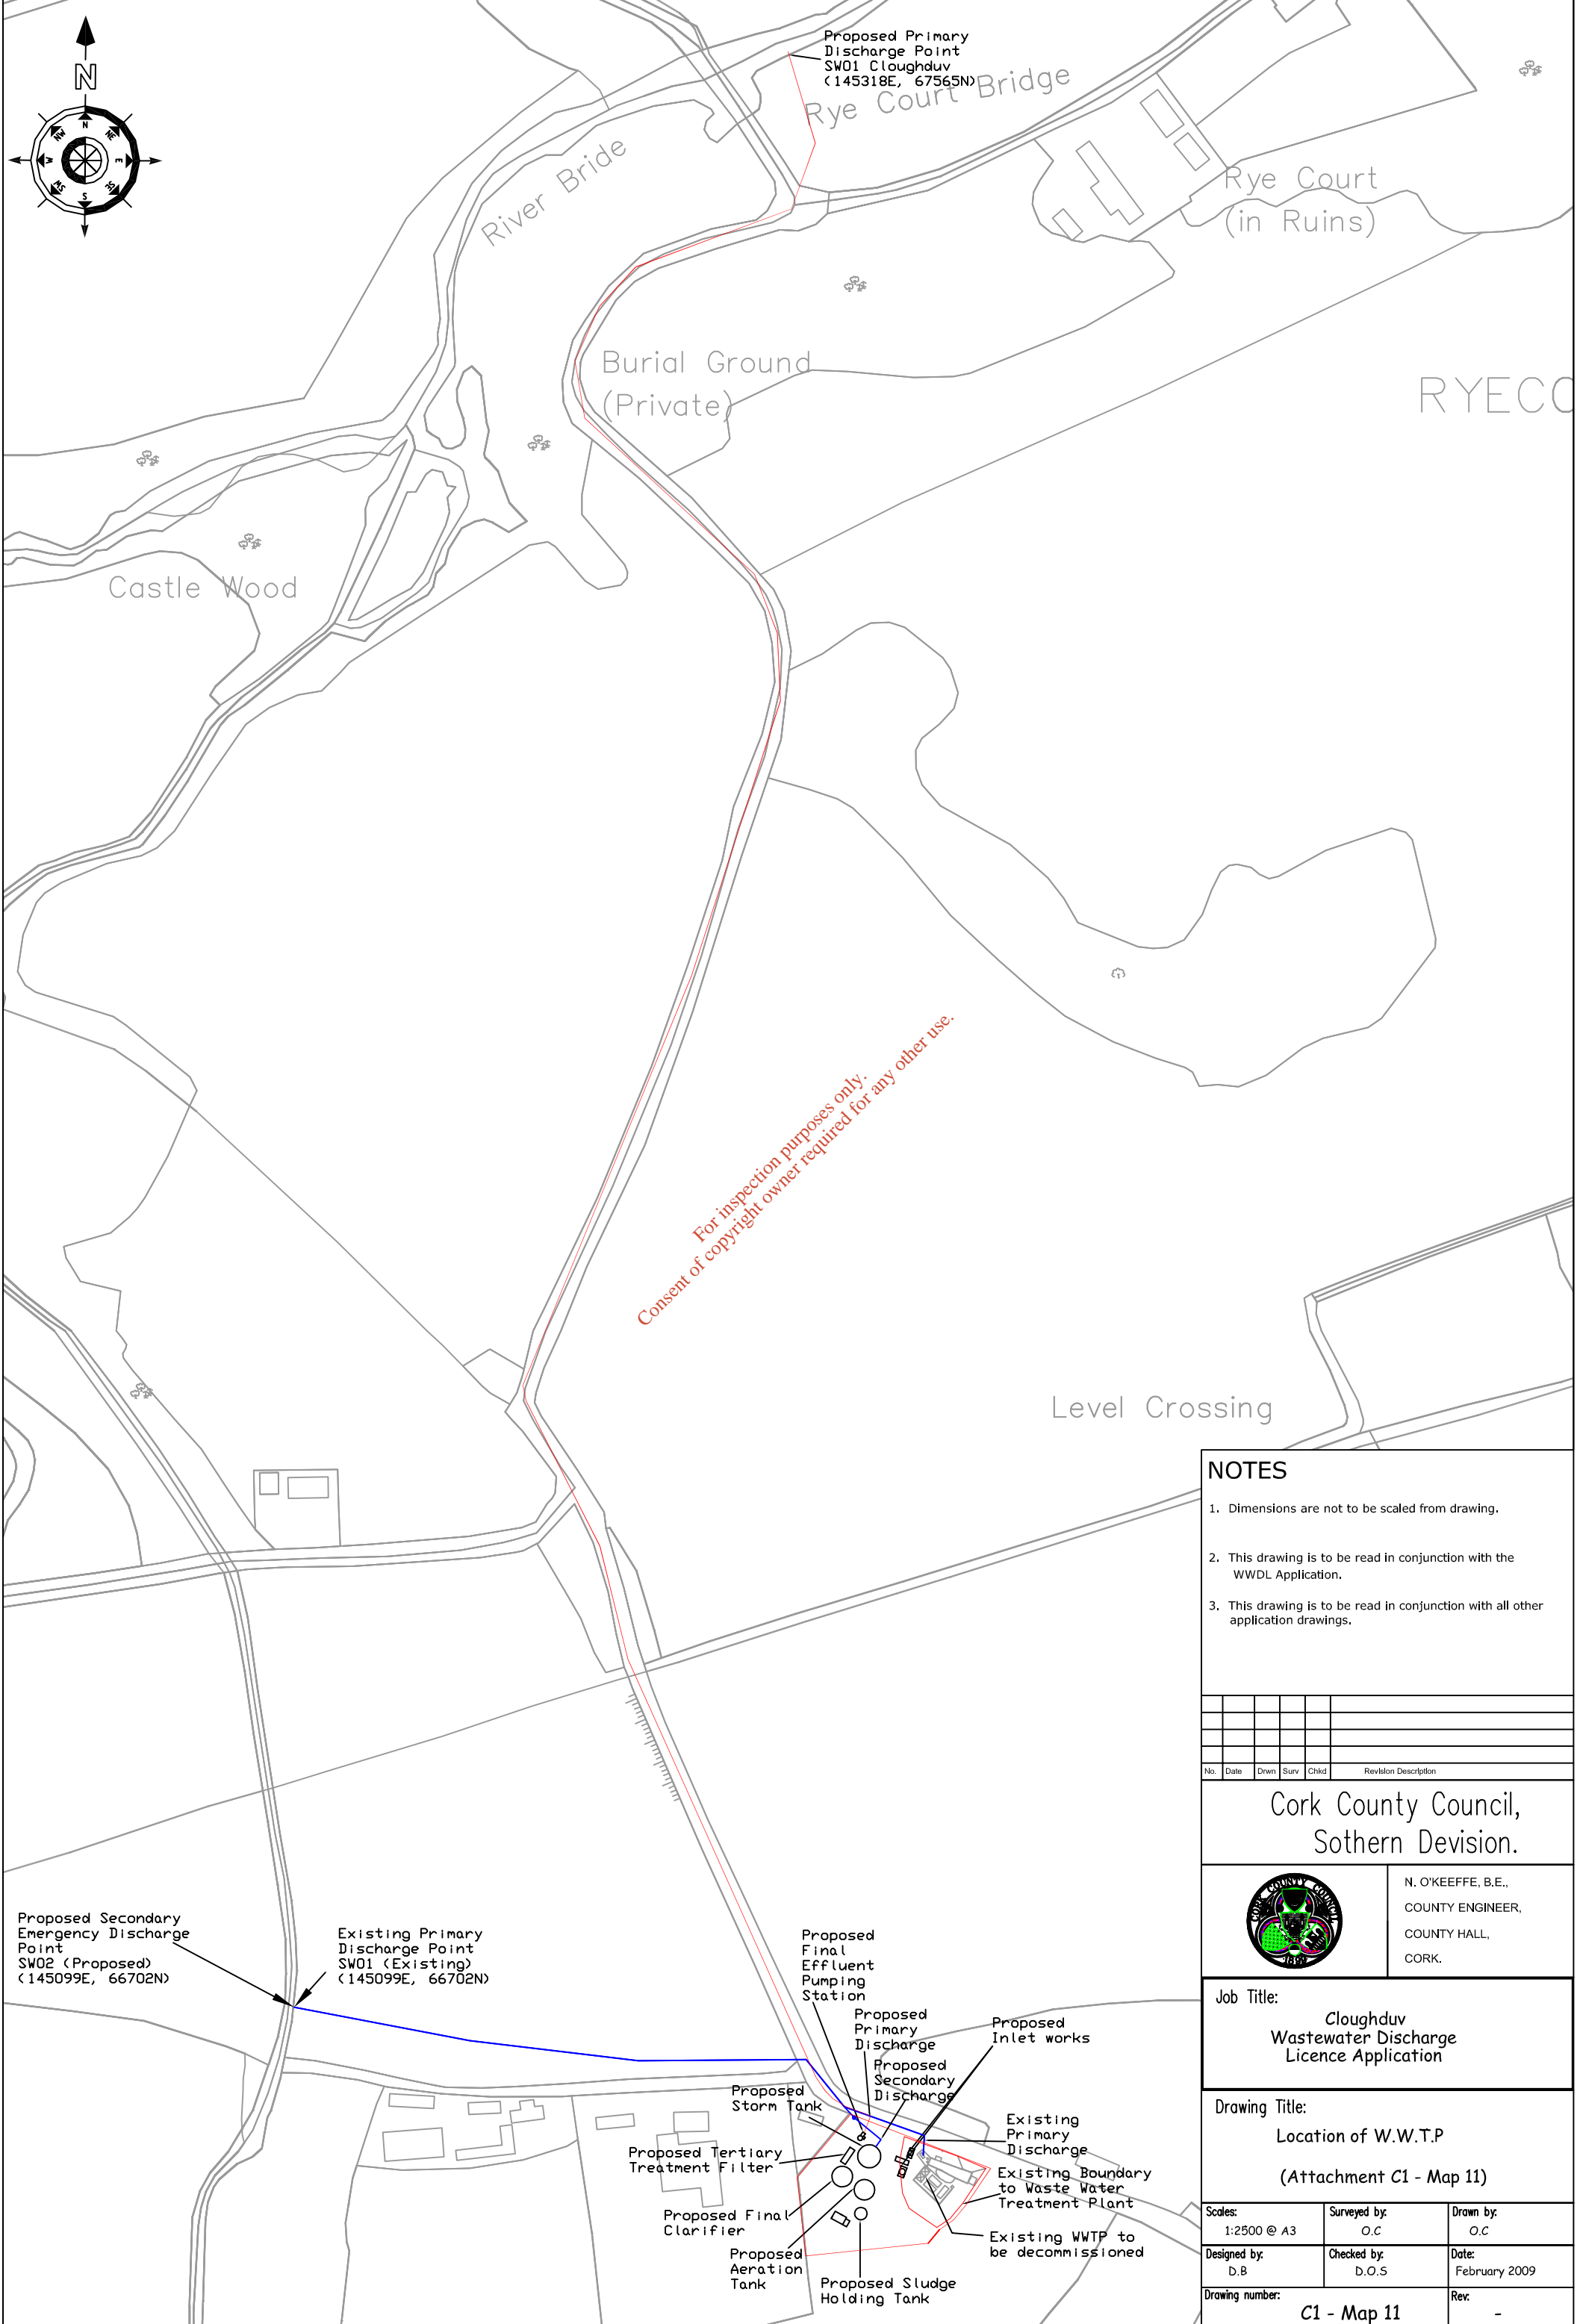 Proposed Primary
Discharge Point
SW01 Cloughduv
(145318E, 67565N)
N
N
NE
E
SE
S
SW
W
NW
Rye Court Bridge
River Bride
Rye Court
(in Ruins)
Burial Ground
(Private)
RYECO
Castle Wood
For inspection purposes only.
Consent of copyright owner required for any other use.
Level Crossing
Proposed Secondary
Emergency Discharge
Point
SW02 (Proposed)
(145099E, 66702N)
Existing Primary
Discharge Point
SW01 (Existing)
(145099E, 66702N)
Proposed
Final
Effluent
Pumping
Station
Proposed
Primary
Discharge
Proposed
Secondary
Discharge
Proposed
Inlet works
Proposed
Storm Tank
Existing
Primary
Discharge
Proposed Tertiary
Treatment Filter
Existing Boundary
to Waste Water
Treatment Plant
Proposed Final
Clarifier
Existing WWTP to
be decommissioned
Proposed
Aeration
Tank
Proposed Sludge
Holding Tank
NOTES
1. Dimensions are not to be scaled from drawing.
2. This drawing is to be read in conjunction with the
WWDL Application.
3. This drawing is to be read in conjunction with all other
application drawings.
No. Date Drwn Surv Chkd Revision Description
Cork County Council,
Sothern Devision.
CORK COUNTY COUNCIL
1899
N. O'KEEFFE, B.E.,
COUNTY ENGINEER,
COUNTY HALL,
CORK.
Job Title:
Cloughduv
Wastewater Discharge
Licence Application
Drawing Title:
Location of W.W.T.P
(Attachment C1 - Map 11)
Scales:
1:2500 @ A3
Surveyed by:
O.C
Drawn by:
O.C
Designed by:
D.B
Checked by:
D.O.S
Date:
February 2009
Drawing number:
C1 - Map 11
Rev:
-